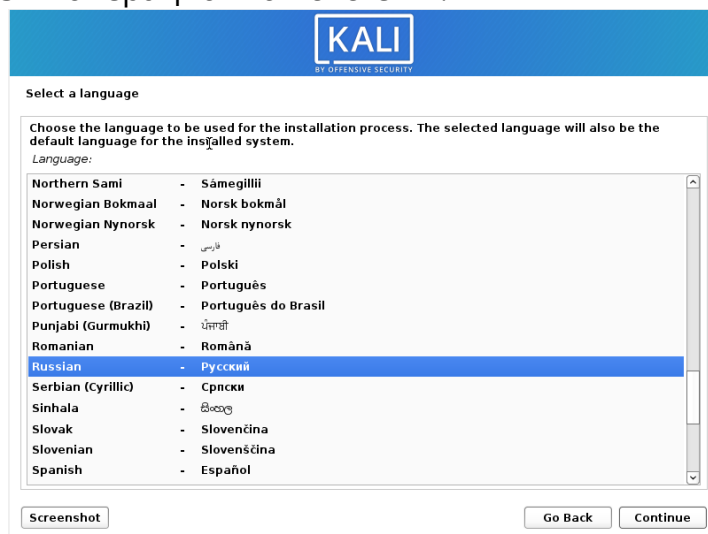 KALI
BY OFFENSIVE SECURITY
Select a language
Choose the language to be used for the installation process. The selected language will also be the
default language for the installed system.
Language:
Northern Sami - Sámegillii
Norwegian Bokmaal - Norsk bokmål
Norwegian Nynorsk - Norsk nynorsk
Persian - فارسی
Polish - Polski
Portuguese - Português
Portuguese (Brazil) - Português do Brasil
Punjabi (Gurmukhi) - ਪੰਜਾਬੀ
Romanian - Română
Russian - Русский
Serbian (Cyrillic) - Српски
Sinhala - සිංහල
Slovak - Slovenčina
Slovenian - Slovenščina
Spanish - Español
Screenshot
Go Back Continue